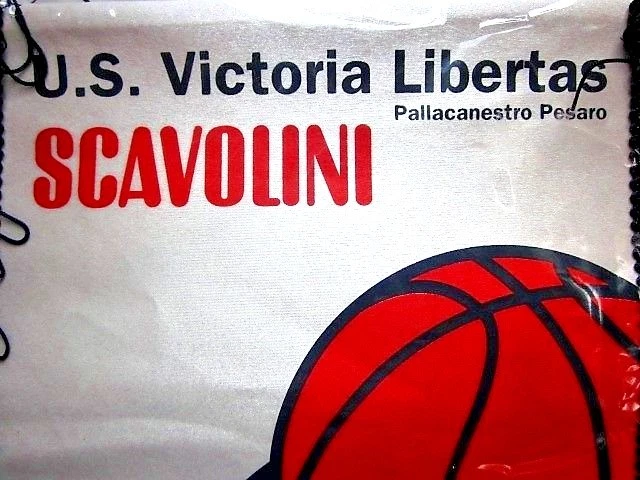 U.S. Victoria Libertas
Pallacanestro Pesaro
SCAVOLINI